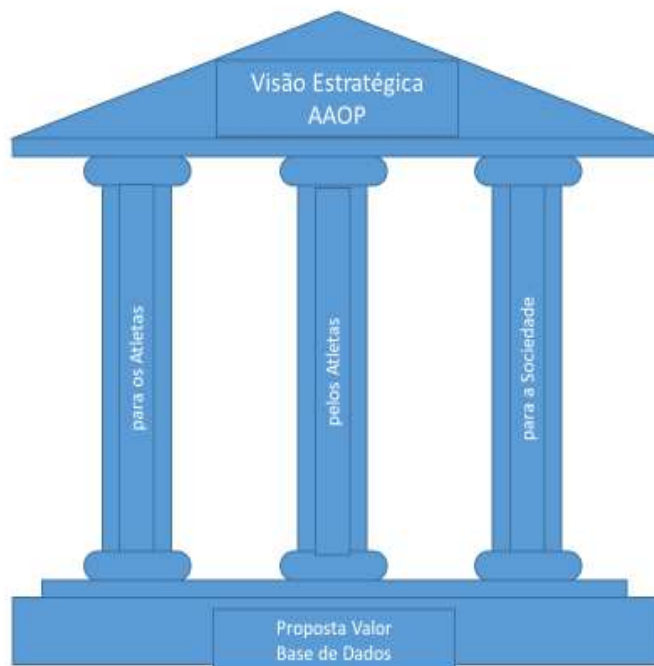 Visão Estratégica
AAOP
para os Atletas
pelos Atletas
para a Sociedade
Proposta Valor
Base de Dados